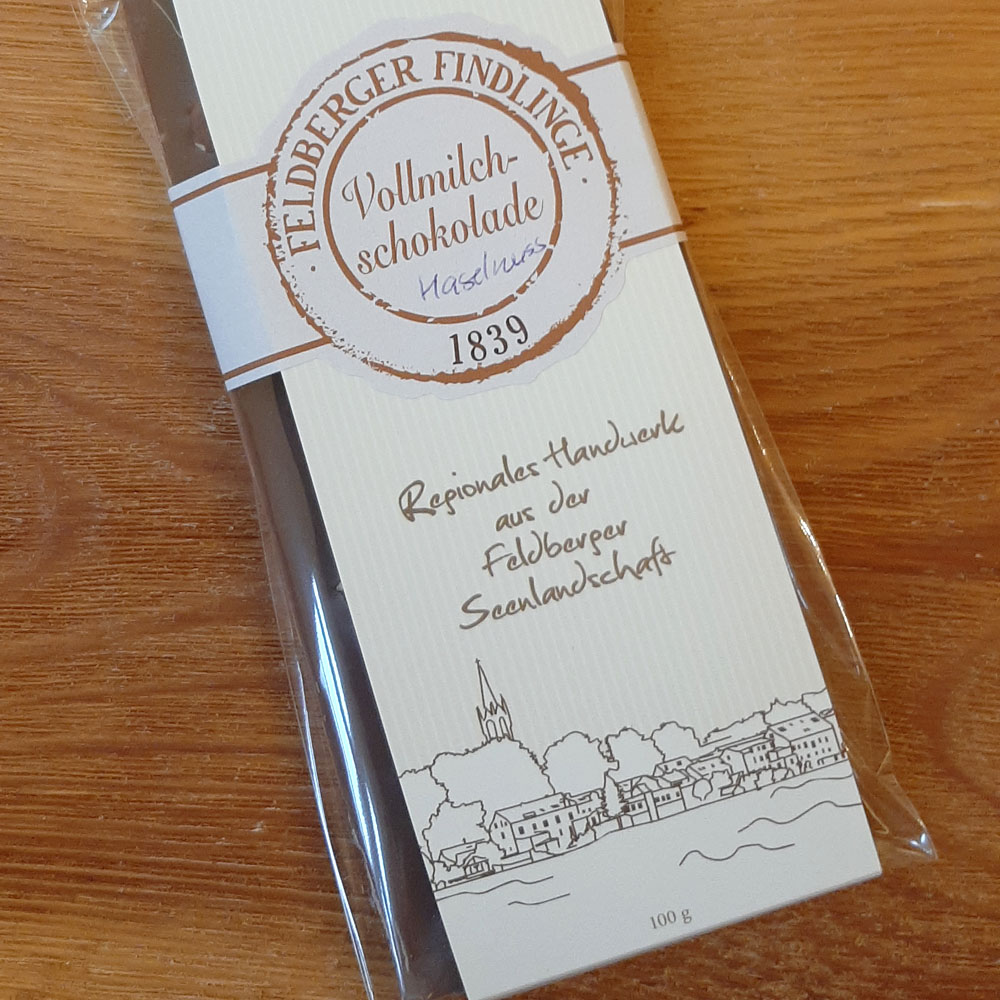 · FELDBERGER FINDLINGE ·
Vollmilch-
schokolade
Haselnuss
1839
Regionales Handwerk
aus der
Feldberger
Seenlandschaft
100 g